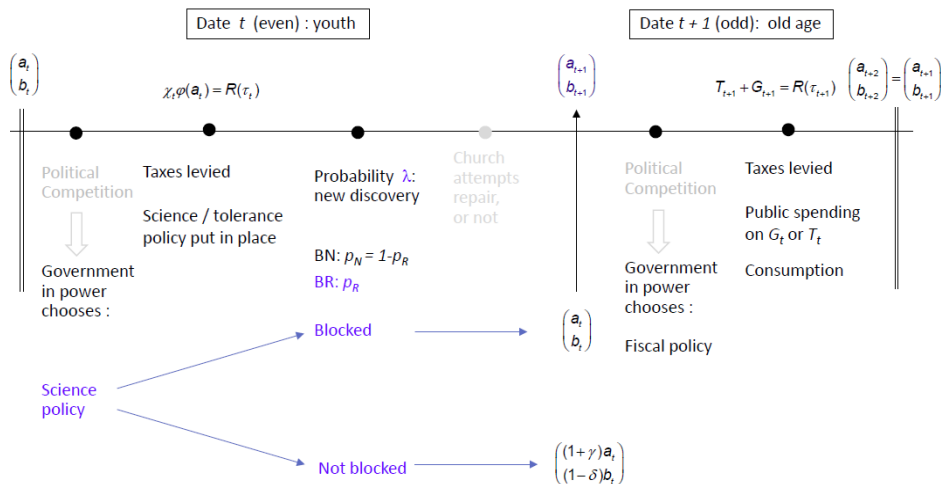 Date t (even) : youth
Date t + 1 (odd): old age
(a_t b_t)
χ_tφ(a_t) = R(τ_t)
(a_{t+1} b_{t+1})
T_{t+1} + G_{t+1} = R(τ_{t+1})
(a_{t+2} b_{t+2}) = (a_{t+1} b_{t+1})
Political
Competition
Government
in power
chooses :
Taxes levied
Science / tolerance
policy put in place
Probability λ:
new discovery
BN: p_N = 1-p_R
BR: p_R
Church
attempts
repair,
or not
Political
Competition
Government
in power
chooses :
Fiscal policy
Taxes levied
Public spending
on G_t or T_t
Consumption
Science
policy
Blocked
(a_t b_t)
Not blocked
((1+γ)a_t (1−δ)b_t)